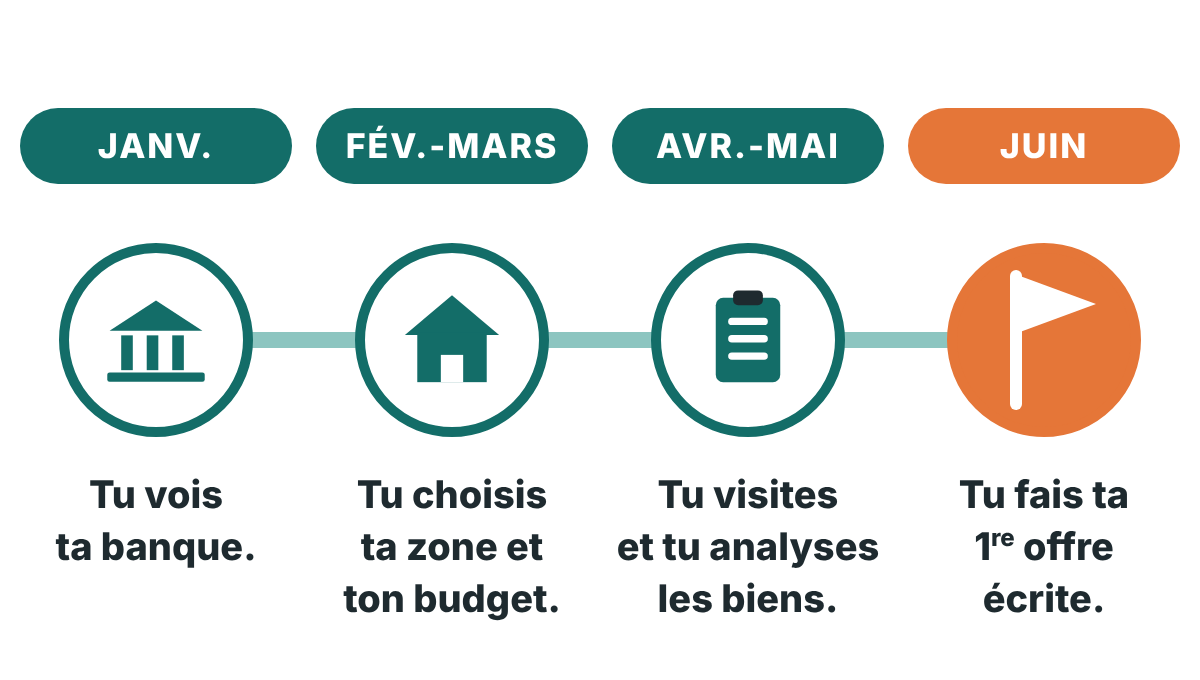 JANV.
FÉV.-MARS
AVR.-MAI
JUIN
Tu vois
ta banque.
Tu choisis
ta zone et
ton budget.
Tu visites
et tu analyses
les biens.
Tu fais ta
1re offre
écrite.